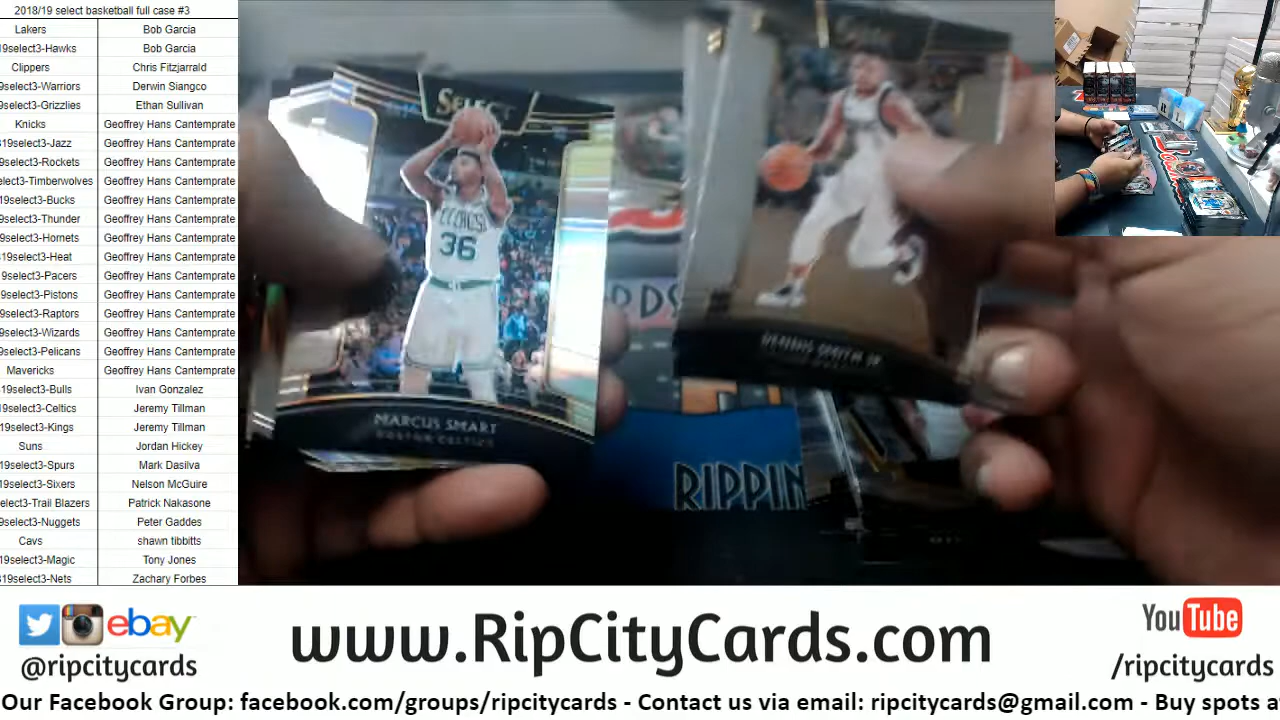 2018/19 select basketball full case #3
Lakers Bob Garcia
19select3-Hawks Bob Garcia
Clippers Chris Fitzjarrald
9select3-Warriors Derwin Siangco
9select3-Grizzlies Ethan Sullivan
Knicks Geoffrey Hans Cantemprate
19select3-Jazz Geoffrey Hans Cantemprate
9select3-Rockets Geoffrey Hans Cantemprate
elect3-Timberwolves Geoffrey Hans Cantemprate
19select3-Bucks Geoffrey Hans Cantemprate
9select3-Thunder Geoffrey Hans Cantemprate
9select3-Hornets Geoffrey Hans Cantemprate
19select3-Heat Geoffrey Hans Cantemprate
9select3-Pacers Geoffrey Hans Cantemprate
9select3-Pistons Geoffrey Hans Cantemprate
9select3-Raptors Geoffrey Hans Cantemprate
9select3-Wizards Geoffrey Hans Cantemprate
9select3-Pelicans Geoffrey Hans Cantemprate
Mavericks Geoffrey Hans Cantemprate
19select3-Bulls Ivan Gonzalez
19select3-Celtics Jeremy Tillman
19select3-Kings Jeremy Tillman
Suns Jordan Hickey
19select3-Spurs Mark Dasilva
9select3-Sixers Nelson McGuire
elect3-Trail Blazers Patrick Nakasone
9select3-Nuggets Peter Gaddes
Cavs shawn tibbitts
19select3-Magic Tony Jones
19select3-Nets Zachary Forbes
SELECT
CELTICS
36
MARCUS SMART
BOSTON CELTICS
DENNIS SMITH JR
RDS
RIPPIN
ebay
@ripcitycards
www.RipCityCards.com
YouTube
/ripcitycards
Our Facebook Group: facebook.com/groups/ripcitycards - Contact us via email: ripcitycards@gmail.com - Buy spots a